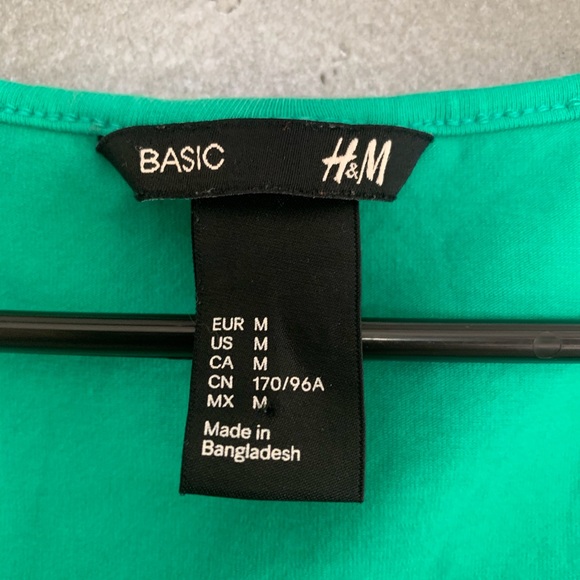 BASIC H&M
EUR M
US M
CA M
CN 170/96A
MX M
Made in
Bangladesh